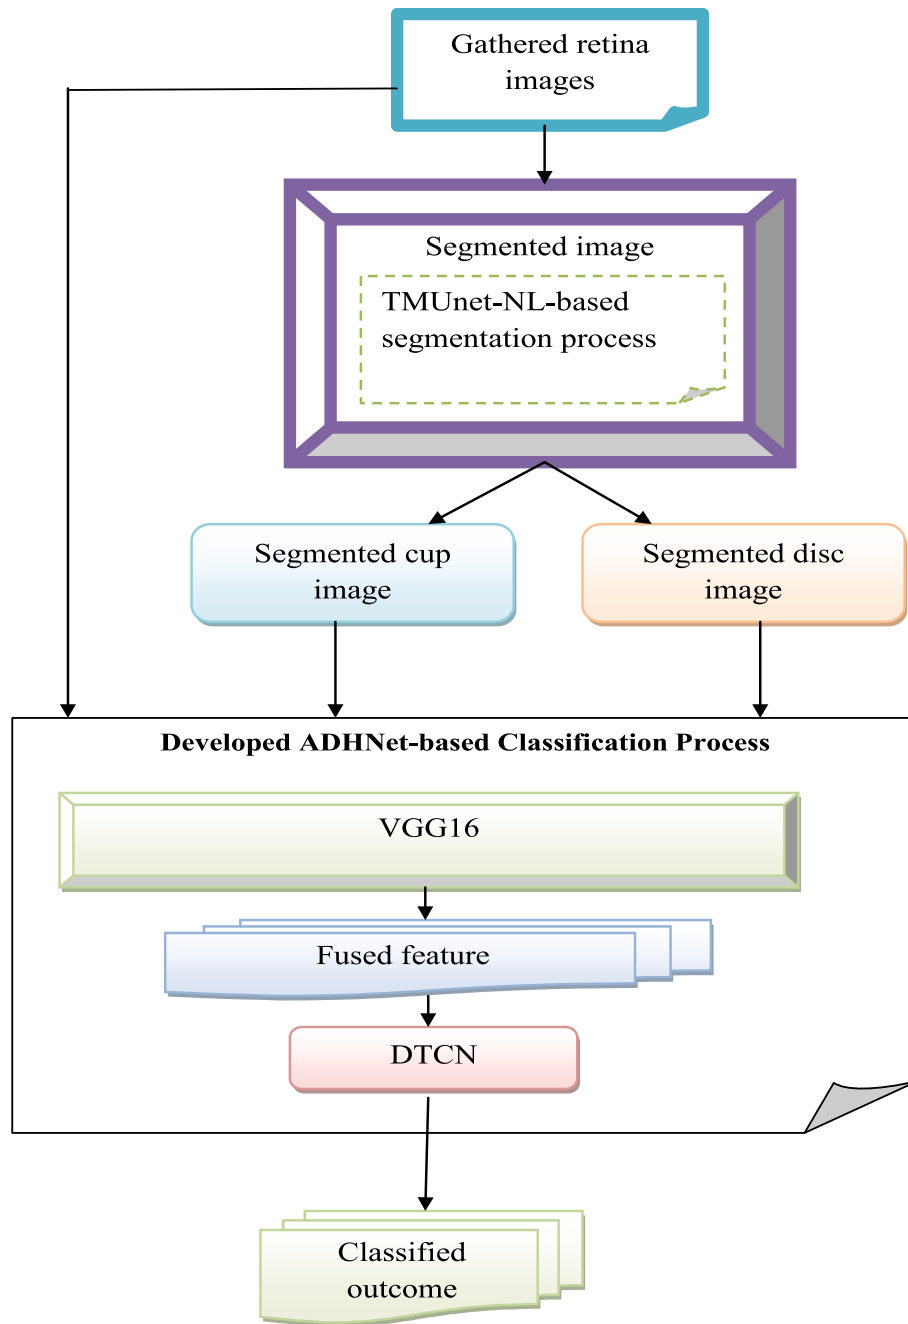 Gathered retina
images
Segmented image
TMUnet-NL-based
segmentation process
Segmented cup
image
Segmented disc
image
Developed ADHNet-based Classification Process
VGG16
Fused feature
DTCN
Classified
outcome